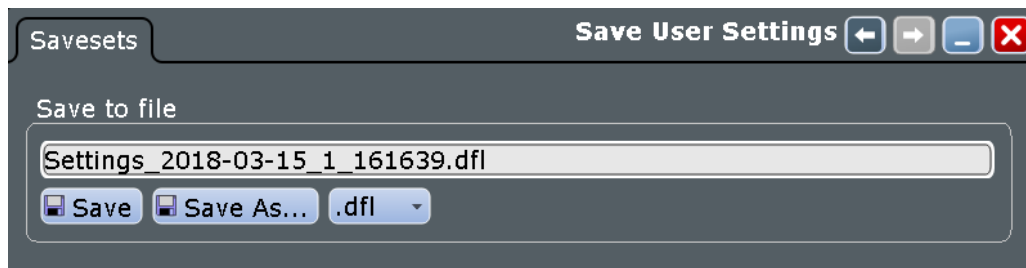 Savesets
Save User Settings
Save to file
Settings_2018-03-15_1_161639.dfl
Save Save As... .dfl